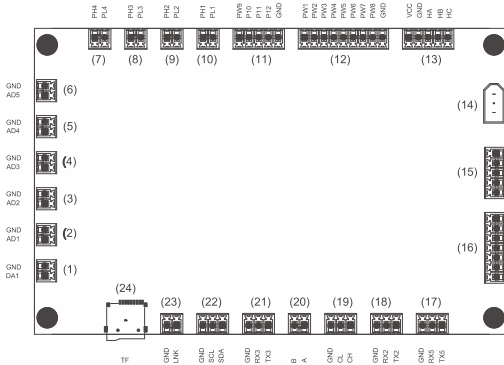 PH4 PL4 PH3 PL3 PH2 PL2 PH1 PL1 PW9 P10 P11 P12 GND PW1 PW2 PW3 PW4 PW5 PW6 PW7 PW8 GND VCC GND HA HB HC
(7) (8) (9) (10) (11) (12) (13)
GND
AD5
(6)
(14)
GND
AD4
(5)
GND
AD3
(4)
(15)
GND
AD2
(3)
GND
AD1
(2)
(16)
GND
DA1
(1)
(24) (23) (22) (21) (20) (19) (18) (17)
TF GND LNK GND SCL SDA GND RX3 TX3 B A GND CL CH GND RX2 TX2 GND RX5 TX5